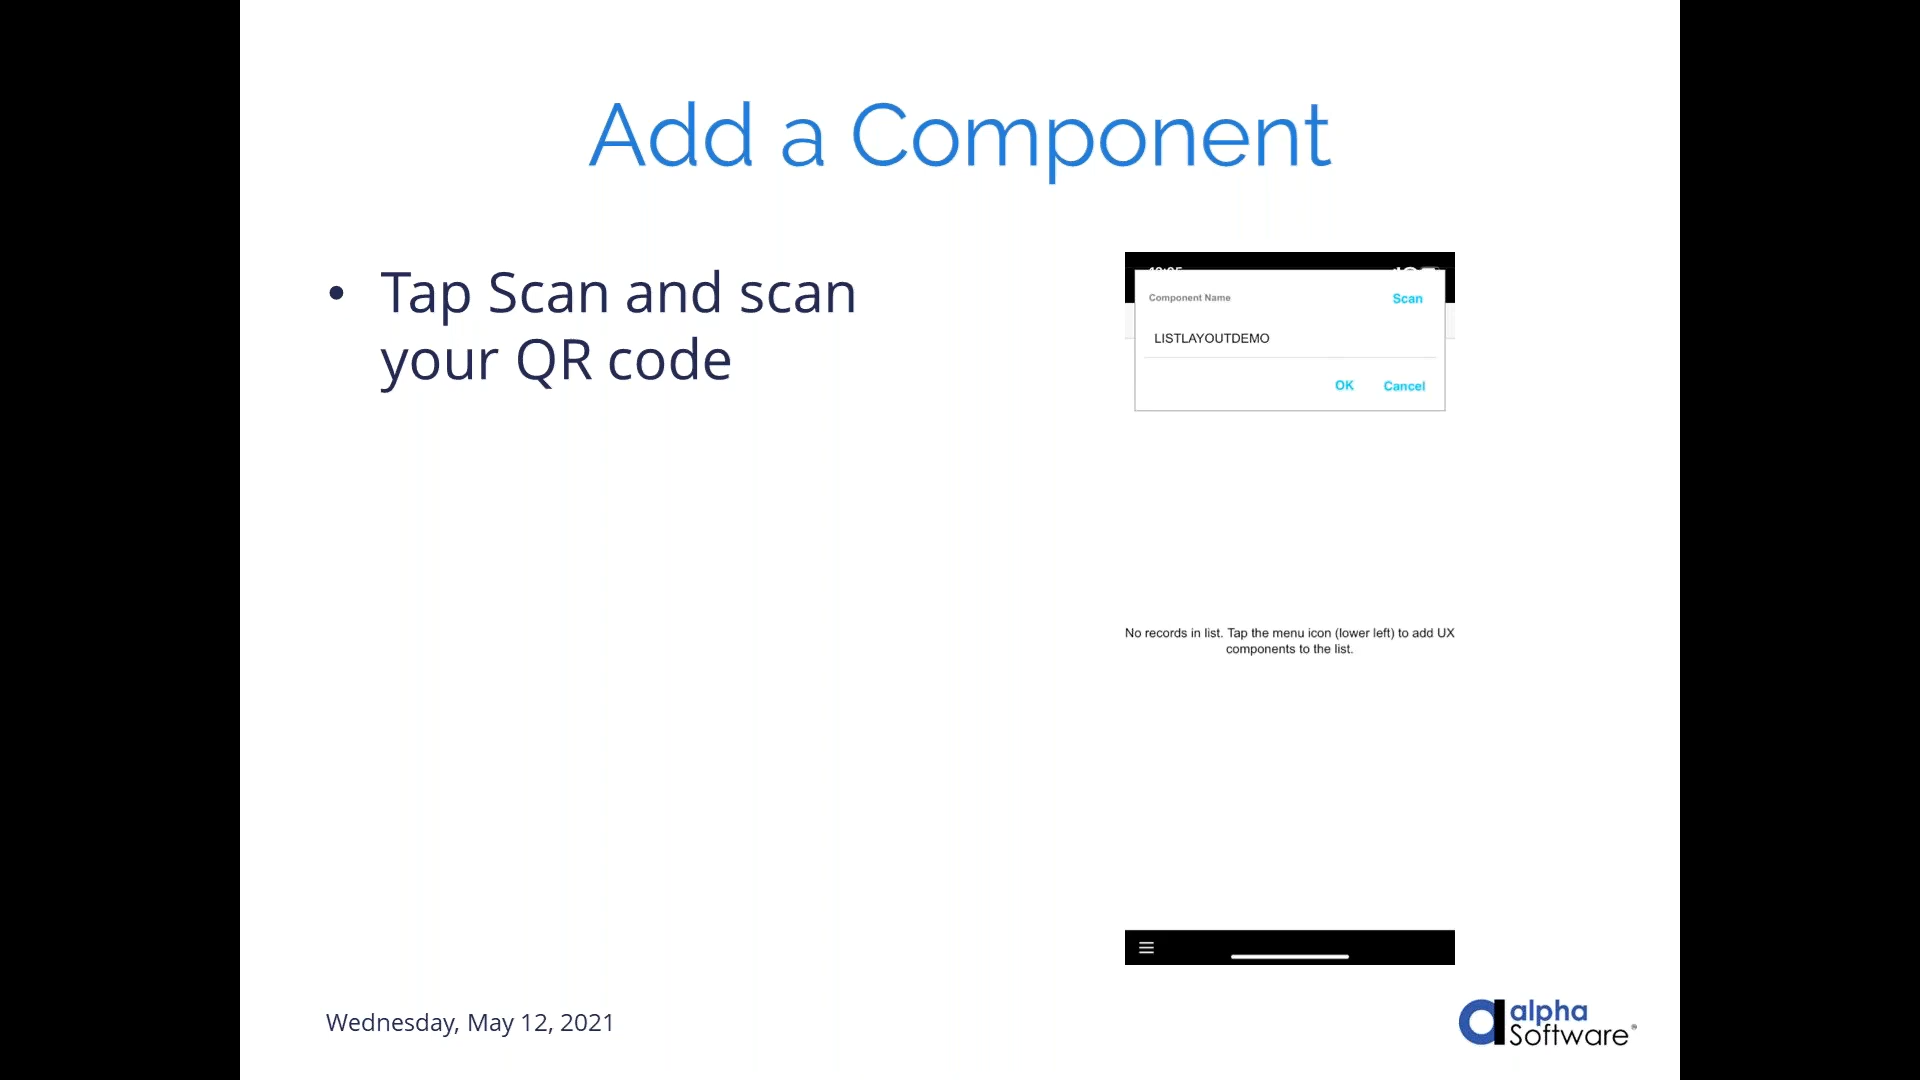 Add a Component
• Tap Scan and scan
your QR code
Component Name
Scan
LISTLAYOUTDEMO
OK
Cancel
No records in list. Tap the menu icon (lower left) to add UX
components to the list.
Wednesday, May 12, 2021
alpha
Software®